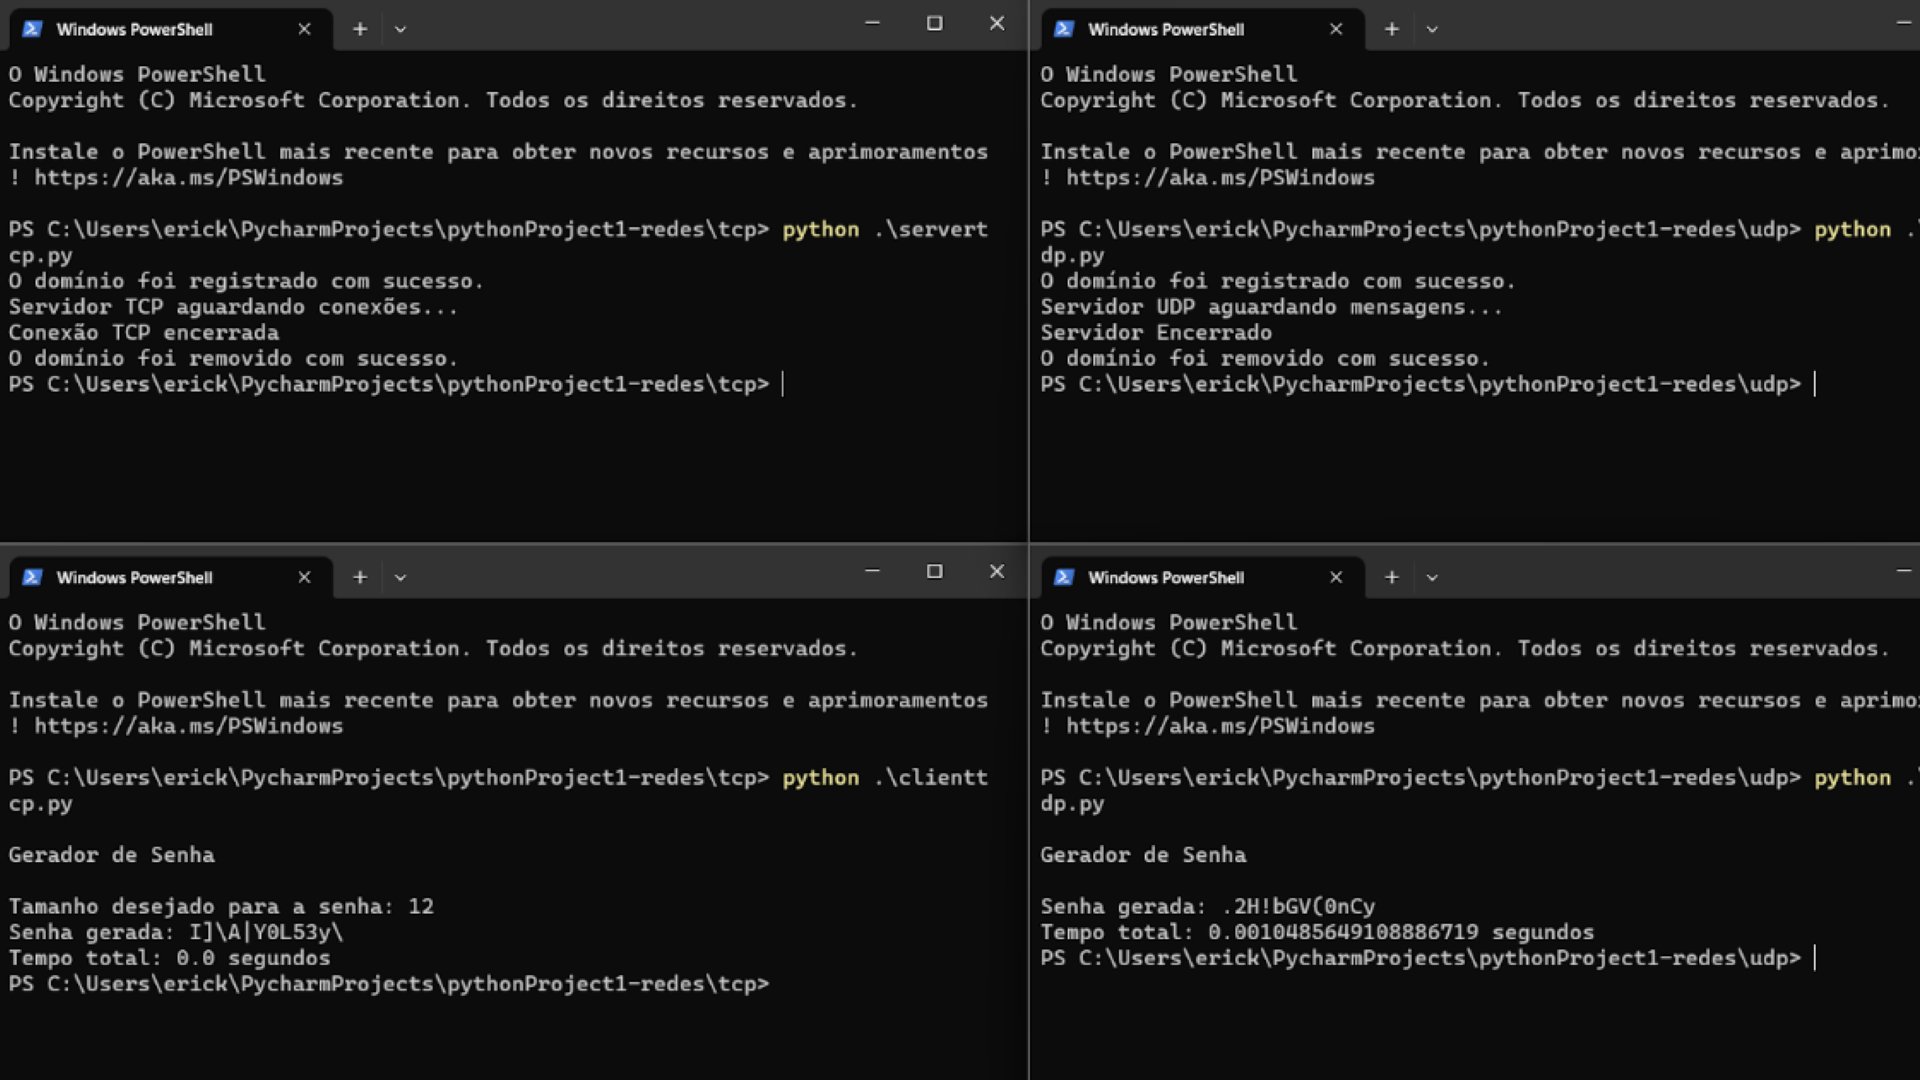 Windows PowerShell
O Windows PowerShell
Copyright (C) Microsoft Corporation. Todos os direitos reservados.
Instale o PowerShell mais recente para obter novos recursos e aprimoramentos
! https://aka.ms/PSWindows
PS C:\Users\erick\PycharmProjects\pythonProject1-redes\tcp> python .\servert
cp.py
O domínio foi registrado com sucesso.
Servidor TCP aguardando conexões...
Conexão TCP encerrada
O domínio foi removido com sucesso.
PS C:\Users\erick\PycharmProjects\pythonProject1-redes\tcp>
Windows PowerShell
O Windows PowerShell
Copyright (C) Microsoft Corporation. Todos os direitos reservados.
Instale o PowerShell mais recente para obter novos recursos e aprimo
! https://aka.ms/PSWindows
PS C:\Users\erick\PycharmProjects\pythonProject1-redes\udp> python .\
dp.py
O domínio foi registrado com sucesso.
Servidor UDP aguardando mensagens...
Servidor Encerrado
O domínio foi removido com sucesso.
PS C:\Users\erick\PycharmProjects\pythonProject1-redes\udp>
Windows PowerShell
O Windows PowerShell
Copyright (C) Microsoft Corporation. Todos os direitos reservados.
Instale o PowerShell mais recente para obter novos recursos e aprimoramentos
! https://aka.ms/PSWindows
PS C:\Users\erick\PycharmProjects\pythonProject1-redes\tcp> python .\clientt
cp.py
Gerador de Senha
Tamanho desejado para a senha: 12
Senha gerada: I]\A|Y0L53y\
Tempo total: 0.0 segundos
PS C:\Users\erick\PycharmProjects\pythonProject1-redes\tcp>
Windows PowerShell
O Windows PowerShell
Copyright (C) Microsoft Corporation. Todos os direitos reservados.
Instale o PowerShell mais recente para obter novos recursos e aprimo
! https://aka.ms/PSWindows
PS C:\Users\erick\PycharmProjects\pythonProject1-redes\udp> python .\
dp.py
Gerador de Senha
Senha gerada: .2H!bGV(0nCy
Tempo total: 0.0010485649108886719 segundos
PS C:\Users\erick\PycharmProjects\pythonProject1-redes\udp>